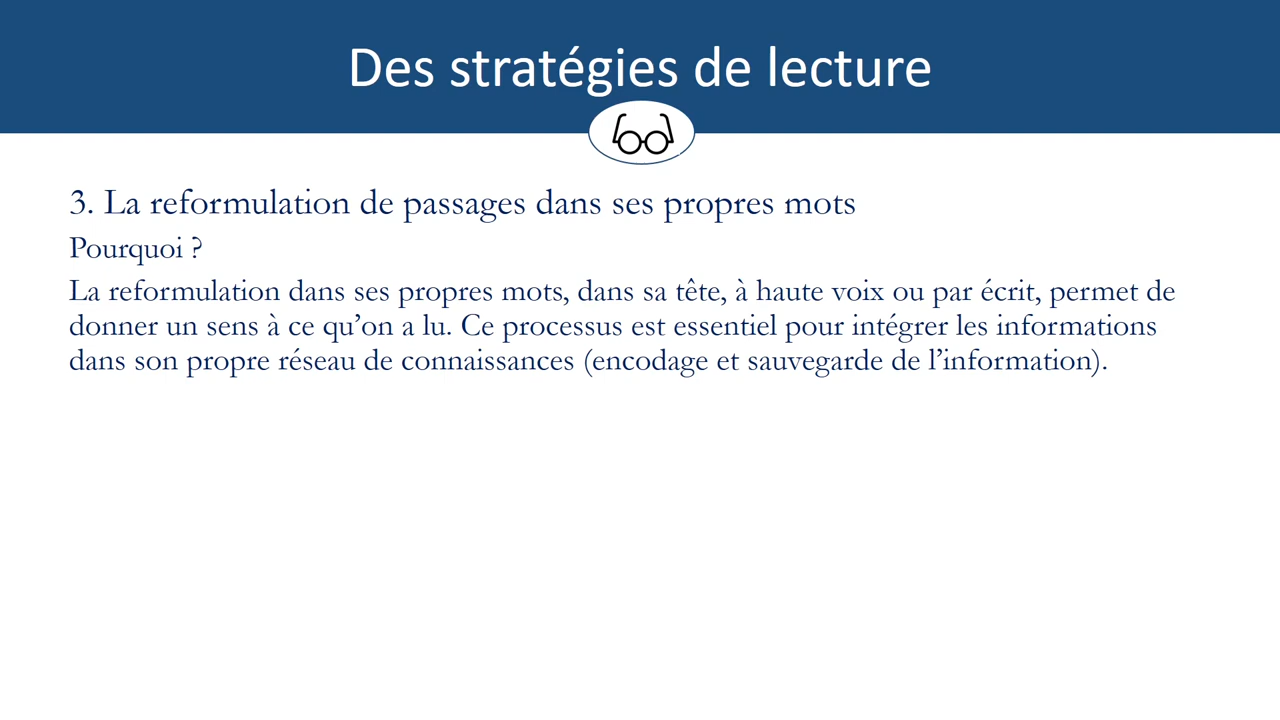 Des stratégies de lecture
3. La reformulation de passages dans ses propres mots
Pourquoi ?
La reformulation dans ses propres mots, dans sa tête, à haute voix ou par écrit, permet de
donner un sens à ce qu’on a lu. Ce processus est essentiel pour intégrer les informations
dans son propre réseau de connaissances (encodage et sauvegarde de l’information).